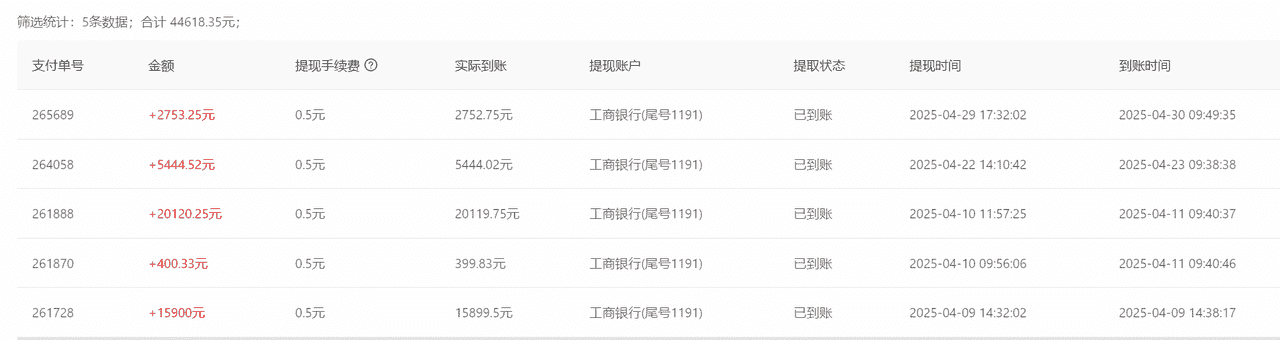 筛选统计：5条数据；合计 44618.35元；
支付单号 金额 提现手续费 ? 实际到账 提现账户 提取状态 提现时间 到账时间
265689 +2753.25元 0.5元 2752.75元 工商银行(尾号1191) 已到账 2025-04-29 17:32:02 2025-04-30 09:49:35
264058 +5444.52元 0.5元 5444.02元 工商银行(尾号1191) 已到账 2025-04-22 14:10:42 2025-04-23 09:38:38
261888 +20120.25元 0.5元 20119.75元 工商银行(尾号1191) 已到账 2025-04-10 11:57:25 2025-04-11 09:40:37
261870 +400.33元 0.5元 399.83元 工商银行(尾号1191) 已到账 2025-04-10 09:56:06 2025-04-11 09:40:46
261728 +15900元 0.5元 15899.5元 工商银行(尾号1191) 已到账 2025-04-09 14:32:02 2025-04-09 14:38:17